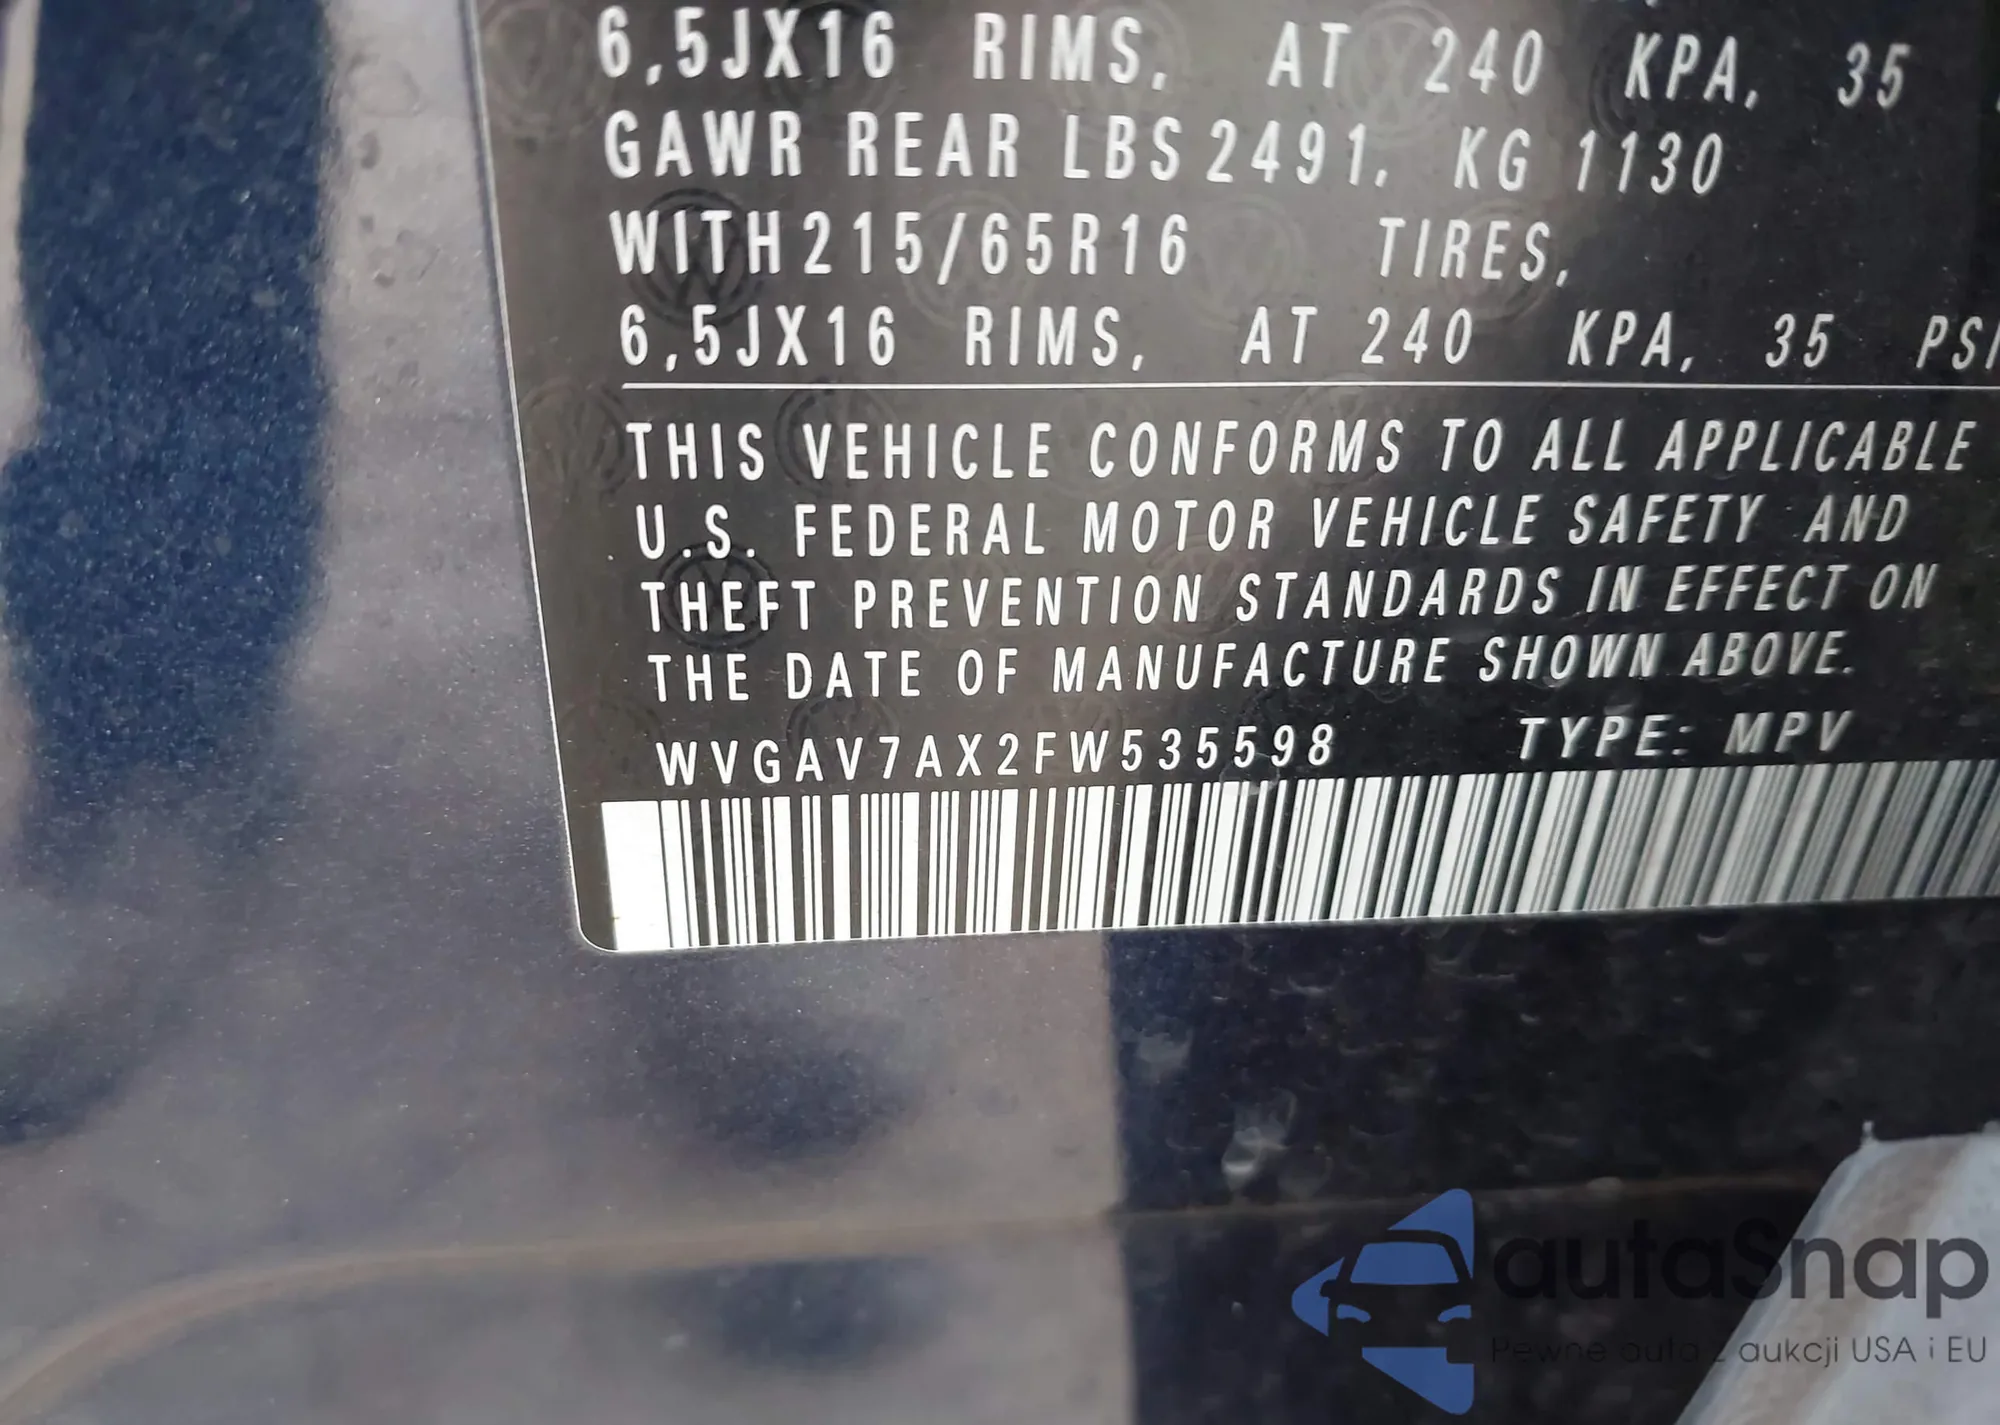 6,5JX16 RIMS, AT 240 KPA, 35
GAWR REAR LBS 2491, KG 1130
WITH 215/65R16 TIRES,
6,5JX16 RIMS, AT 240 KPA, 35 PSI
THIS VEHICLE CONFORMS TO ALL APPLICABLE
U.S. FEDERAL MOTOR VEHICLE SAFETY AND
THEFT PREVENTION STANDARDS IN EFFECT ON
THE DATE OF MANUFACTURE SHOWN ABOVE.
WVGAV7AX2FW535598 TYPE: MPV
autaSnap
Pewne auta z aukcji USA i EU